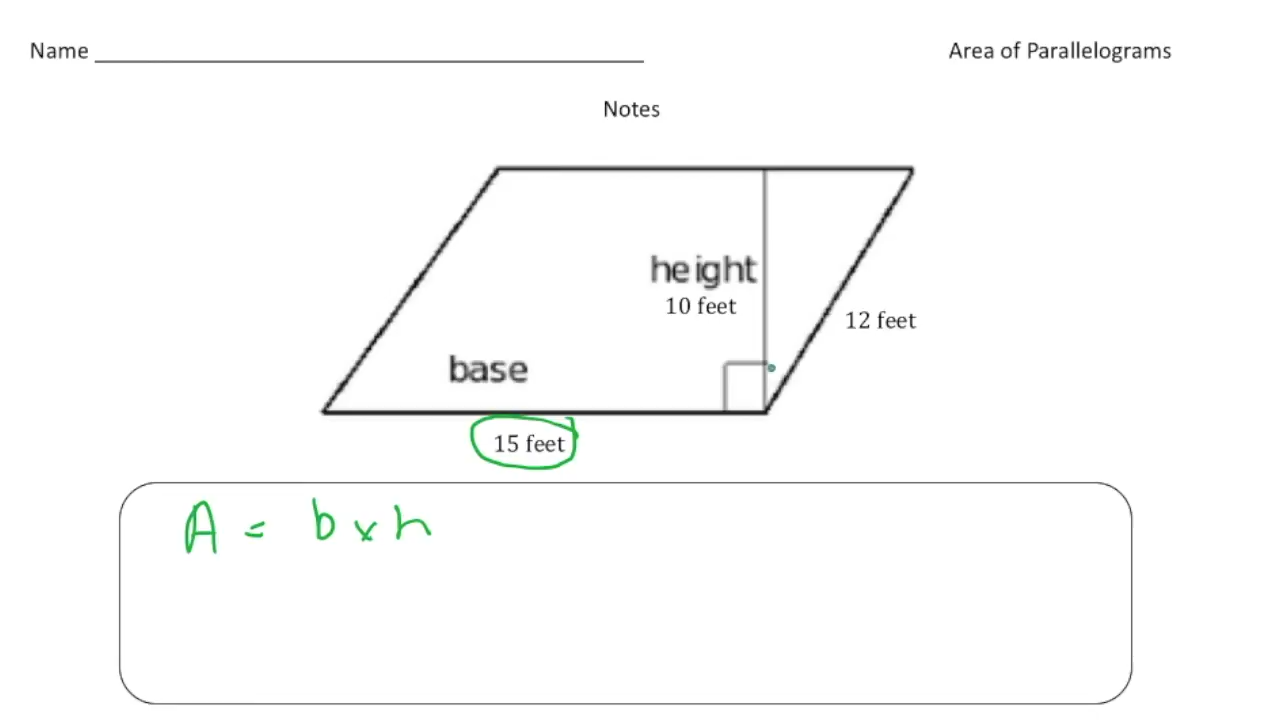 Name
Area of Parallelograms
Notes
height
10 feet
12 feet
base
15 feet
A = b x h